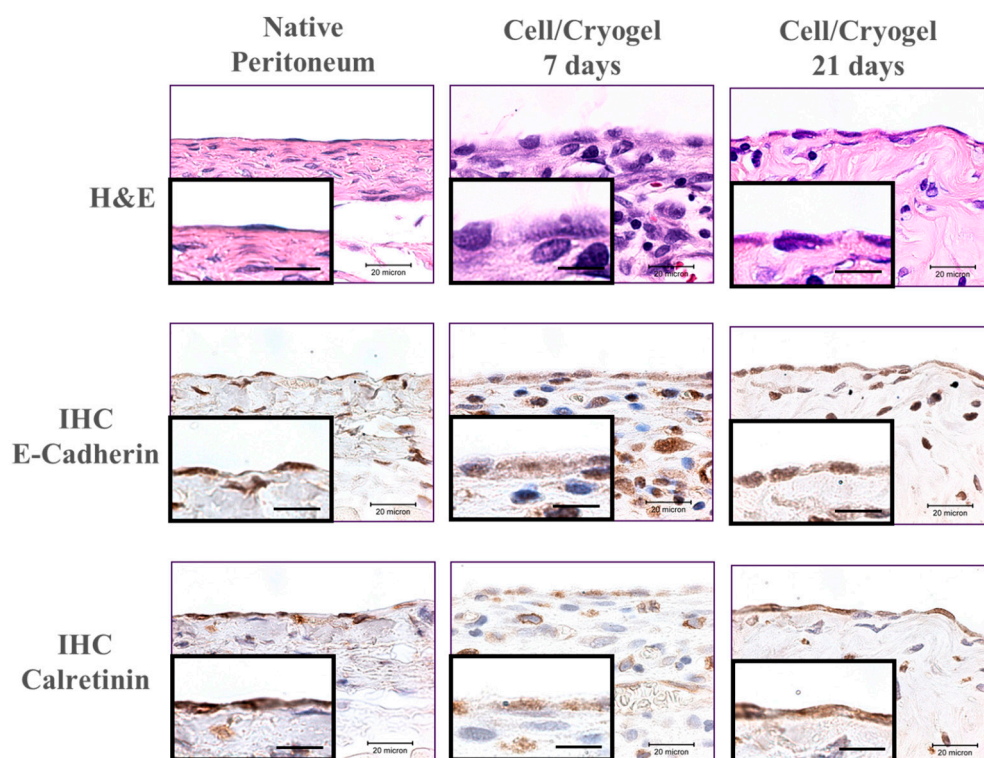 Native
Peritoneum
Cell/Cryogel
7 days
Cell/Cryogel
21 days
H&E
20 micron
20 micron
20 micron
IHC
E-Cadherin
20 micron
20 micron
20 micron
IHC
Calretinin
20 micron
20 micron
20 micron